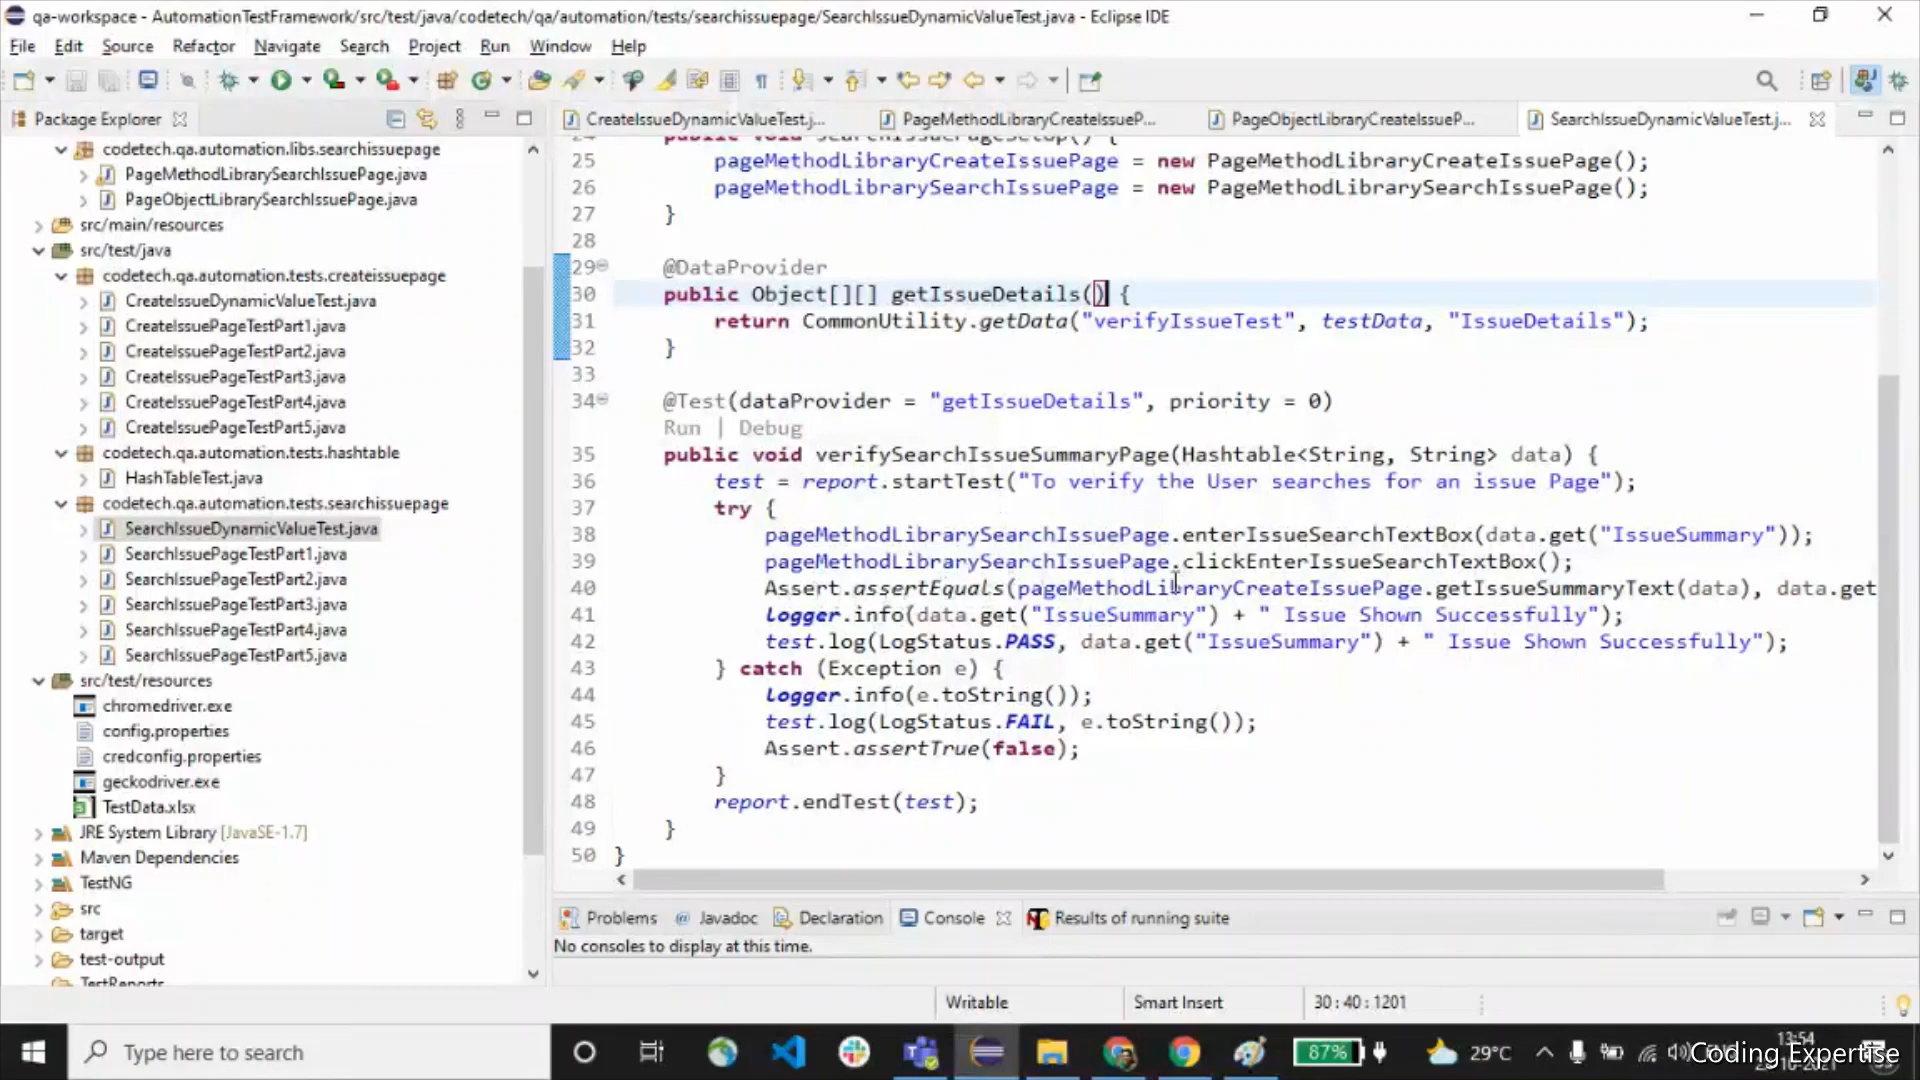 qa-workspace - AutomationTestFramework/src/test/java/codetech/qa/automation/tests/searchissuepage/SearchIssueDynamicValueTest.java - Eclipse IDE
File Edit Source Refactor Navigate Search Project Run Window Help
Package Explorer
codetech.qa.automation.libs.searchissuepage
PageMethodLibrarySearchIssuePage.java
PageObjectLibrarySearchIssuePage.java
src/main/resources
src/test/java
codetech.qa.automation.tests.createissuepage
CreateIssueDynamicValueTest.java
CreateIssuePageTestPart1.java
CreateIssuePageTestPart2.java
CreateIssuePageTestPart3.java
CreateIssuePageTestPart4.java
CreateIssuePageTestPart5.java
codetech.qa.automation.tests.hashtable
HashTableTest.java
codetech.qa.automation.tests.searchissuepage
SearchIssueDynamicValueTest.java
SearchIssuePageTestPart1.java
SearchIssuePageTestPart2.java
SearchIssuePageTestPart3.java
SearchIssuePageTestPart4.java
SearchIssuePageTestPart5.java
src/test/resources
chromedriver.exe
config.properties
credconfig.properties
geckodriver.exe
TestData.xlsx
JRE System Library [JavaSE-1.7]
Maven Dependencies
TestNG
src
target
test-output
TestReports
CreateIssueDynamicValueTest.j... PageMethodLibraryCreateIssueP... PageObjectLibraryCreateIssueP... SearchIssueDynamicValueTest.j...
24 public void searchIssuePageSetup() {
25 pageMethodLibraryCreateIssuePage = new PageMethodLibraryCreateIssuePage();
26 pageMethodLibrarySearchIssuePage = new PageMethodLibrarySearchIssuePage();
27 }
28
29 @DataProvider
30 public Object[][] getIssueDetails() {
31 return CommonUtility.getData("verifyIssueTest", testData, "IssueDetails");
32 }
33
34 @Test(dataProvider = "getIssueDetails", priority = 0)
Run | Debug
35 public void verifySearchIssueSummaryPage(Hashtable<String, String> data) {
36 test = report.startTest("To verify the User searches for an issue Page");
37 try {
38 pageMethodLibrarySearchIssuePage.enterIssueSearchTextBox(data.get("IssueSummary"));
39 pageMethodLibrarySearchIssuePage.clickEnterIssueSearchTextBox();
40 Assert.assertEquals(pageMethodLibraryCreateIssuePage.getIssueSummaryText(data), data.get
41 logger.info(data.get("IssueSummary") + " Issue Shown Successfully");
42 test.log(LogStatus.PASS, data.get("IssueSummary") + " Issue Shown Successfully");
43 } catch (Exception e) {
44 logger.info(e.toString());
45 test.log(LogStatus.FAIL, e.toString());
46 Assert.assertTrue(false);
47 }
48 report.endTest(test);
49 }
50 }
Problems Javadoc Declaration Console Results of running suite
No consoles to display at this time.
Writable Smart Insert 30 : 40 : 1201
Type here to search 87% 29°C 13:54
Coding Expertise